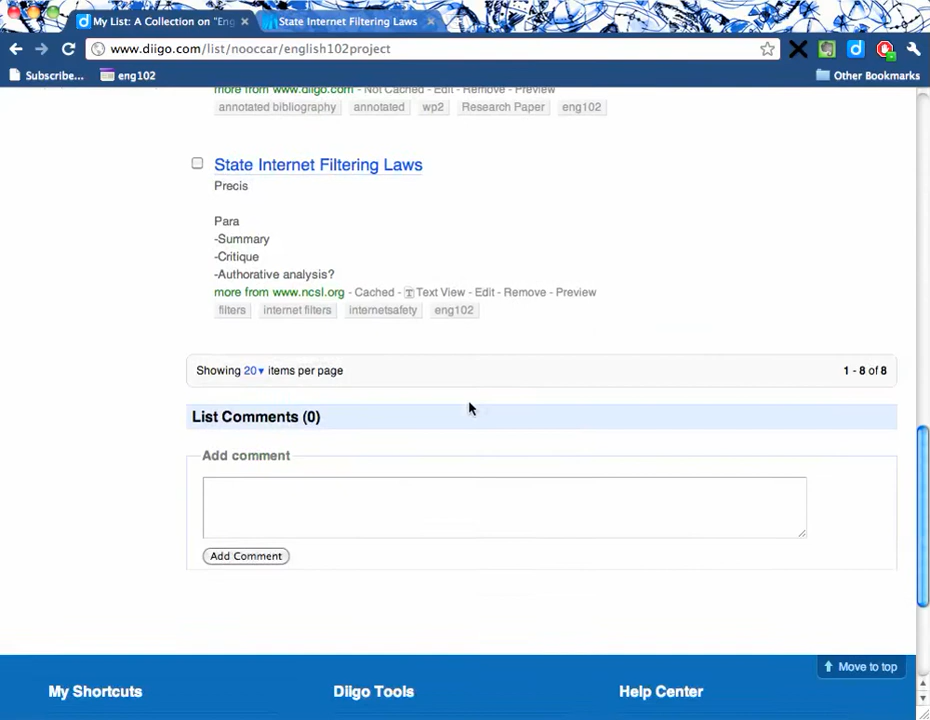 My List: A Collection on "Eng
State Internet Filtering Laws
www.diigo.com/list/nooccar/english102project
Subscribe...
eng102
Other Bookmarks
more from www.diigo.com - Not Cached - Edit - Remove - Preview
annotated bibliography annotated wp2 Research Paper eng102
State Internet Filtering Laws
Precis
Para
-Summary
-Critique
-Authorative analysis?
more from www.ncsl.org - Cached - Text View - Edit - Remove - Preview
filters internet filters internetsafety eng102
Showing 20▾ items per page
1 - 8 of 8
List Comments (0)
Add comment
Add Comment
Move to top
My Shortcuts
Diigo Tools
Help Center